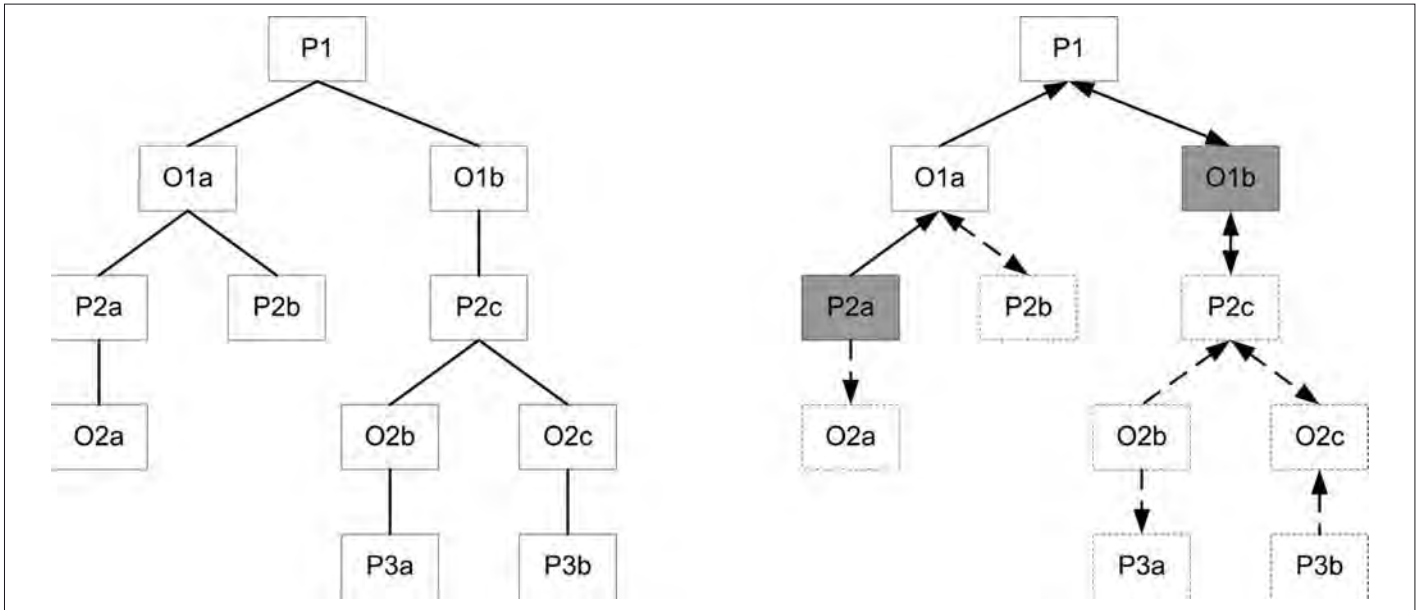 P1
O1a
O1b
P2a
P2b
P2c
O2a
O2b
O2c
P3a
P3b
P1
O1a
O1b
P2a
P2b
P2c
O2a
O2b
O2c
P3a
P3b